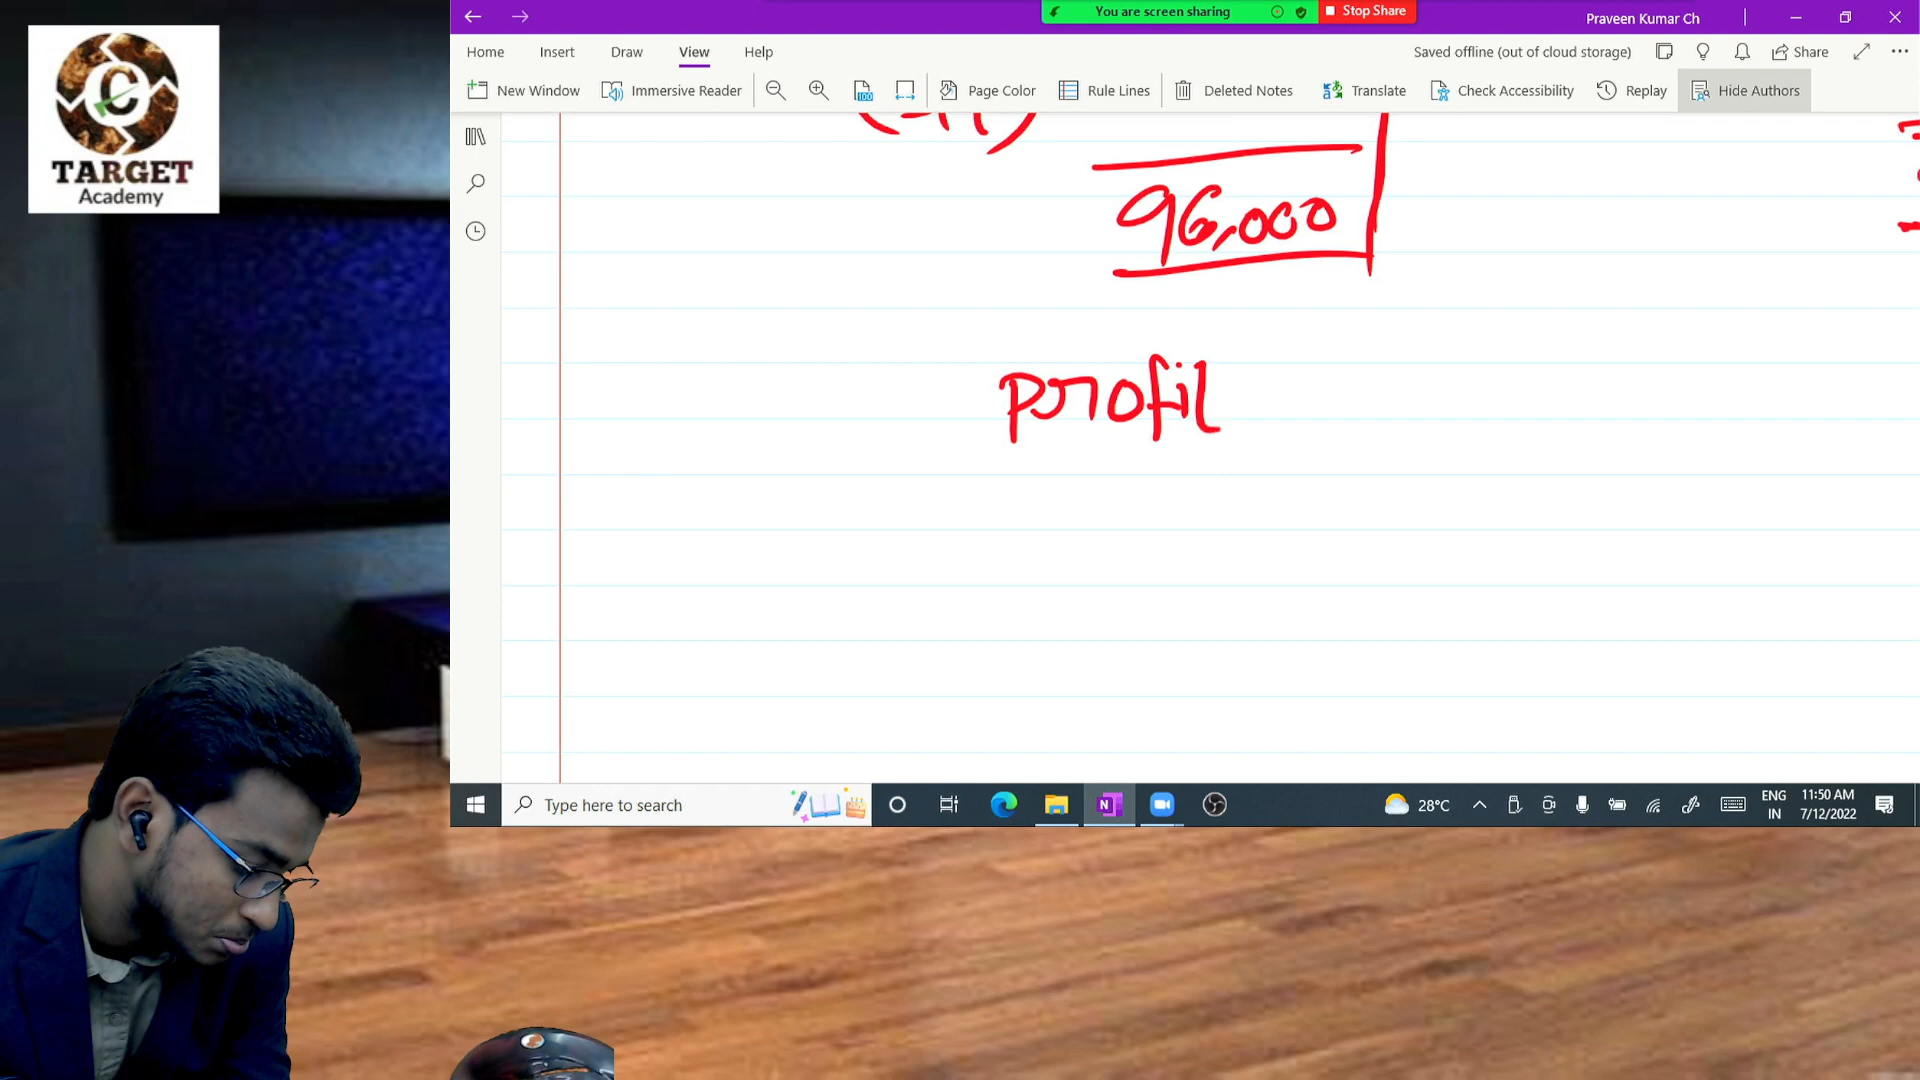 C
TARGET
Academy
You are screen sharing
Stop Share
Praveen Kumar Ch
Home Insert Draw View Help
Saved offline (out of cloud storage)
Share
New Window Immersive Reader Page Color Rule Lines Deleted Notes Translate Check Accessibility Replay Hide Authors
96,000
profil
Type here to search
N
28°C
ENG
IN
11:50 AM
7/12/2022